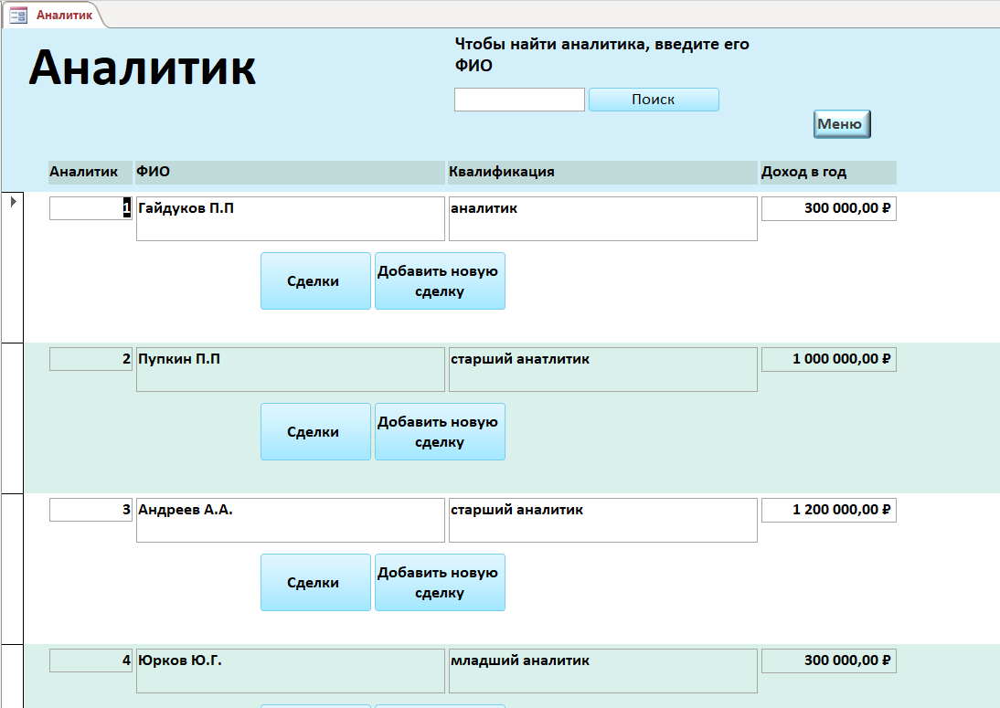 Аналитик
Аналитик
Чтобы найти аналитика, введите его
ФИО
Поиск
Меню
Аналитик ФИО Квалификация Доход в год
1 Гайдуков П.П аналитик 300 000,00 ₽
Сделки Добавить новую
сделку
2 Пупкин П.П старший анатлитик 1 000 000,00 ₽
Сделки Добавить новую
сделку
3 Андреев А.А. старший аналитик 1 200 000,00 ₽
Сделки Добавить новую
сделку
4 Юрков Ю.Г. младший аналитик 300 000,00 ₽